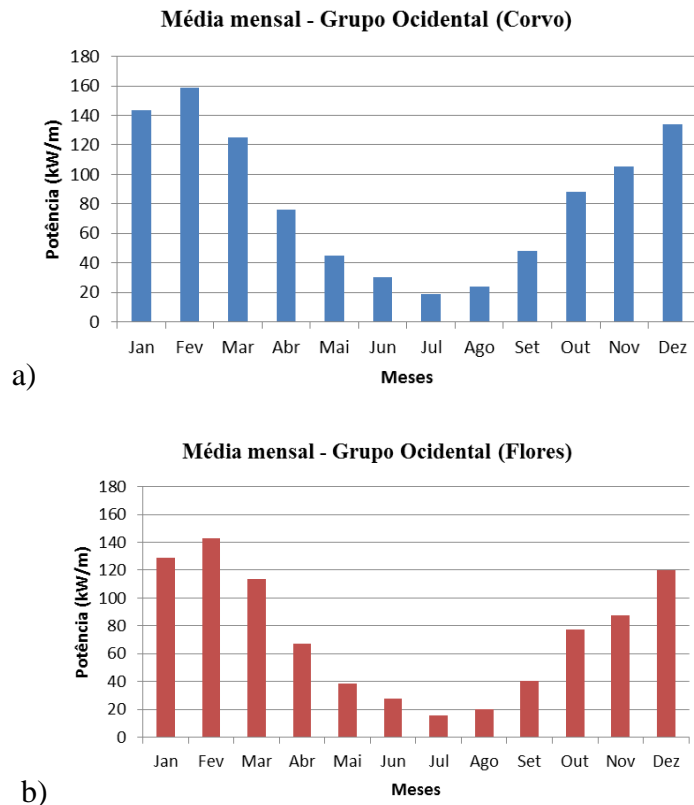 Média mensal - Grupo Ocidental (Corvo)
Potência (kW/m)
180
160
140
120
100
80
60
40
20
0
Jan Fev Mar Abr Mai Jun Jul Ago Set Out Nov Dez
Meses
a)
Média mensal - Grupo Ocidental (Flores)
Potência (kW/m)
180
160
140
120
100
80
60
40
20
0
Jan Fev Mar Abr Mai Jun Jul Ago Set Out Nov Dez
Meses
b)